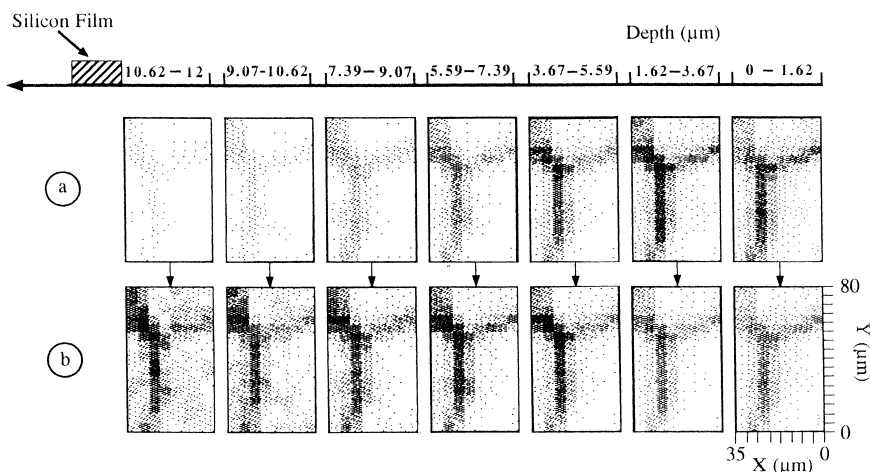 Silicon Film
Depth (µm)
10.62 – 12 9.07-10.62 7.39 – 9.07 5.59 – 7.39 3.67 – 5.59 1.62 – 3.67 0 – 1.62
a
b
80
Y (µm)
0
35 0
X (µm)